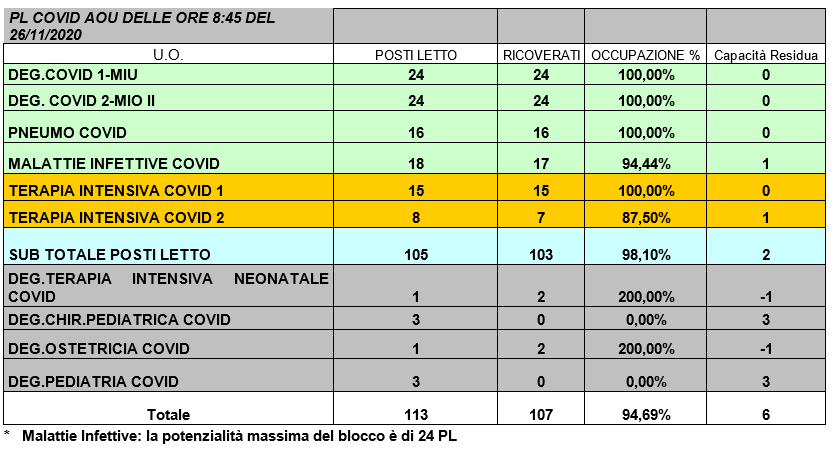 PL COVID AOU DELLE ORE 8:45 DEL
26/11/2020
U.O. POSTI LETTO RICOVERATI OCCUPAZIONE % Capacità Residua
DEG.COVID 1-MIU 24 24 100,00% 0
DEG. COVID 2-MIO II 24 24 100,00% 0
PNEUMO COVID 16 16 100,00% 0
MALATTIE INFETTIVE COVID 18 17 94,44% 1
TERAPIA INTENSIVA COVID 1 15 15 100,00% 0
TERAPIA INTENSIVA COVID 2 8 7 87,50% 1
SUB TOTALE POSTI LETTO 105 103 98,10% 2
DEG.TERAPIA INTENSIVA NEONATALE
COVID 1 2 200,00% -1
DEG.CHIR.PEDIATRICA COVID 3 0 0,00% 3
DEG.OSTETRICIA COVID 1 2 200,00% -1
DEG.PEDIATRIA COVID 3 0 0,00% 3
Totale 113 107 94,69% 6
* Malattie Infettive: la potenzialità massima del blocco è di 24 PL